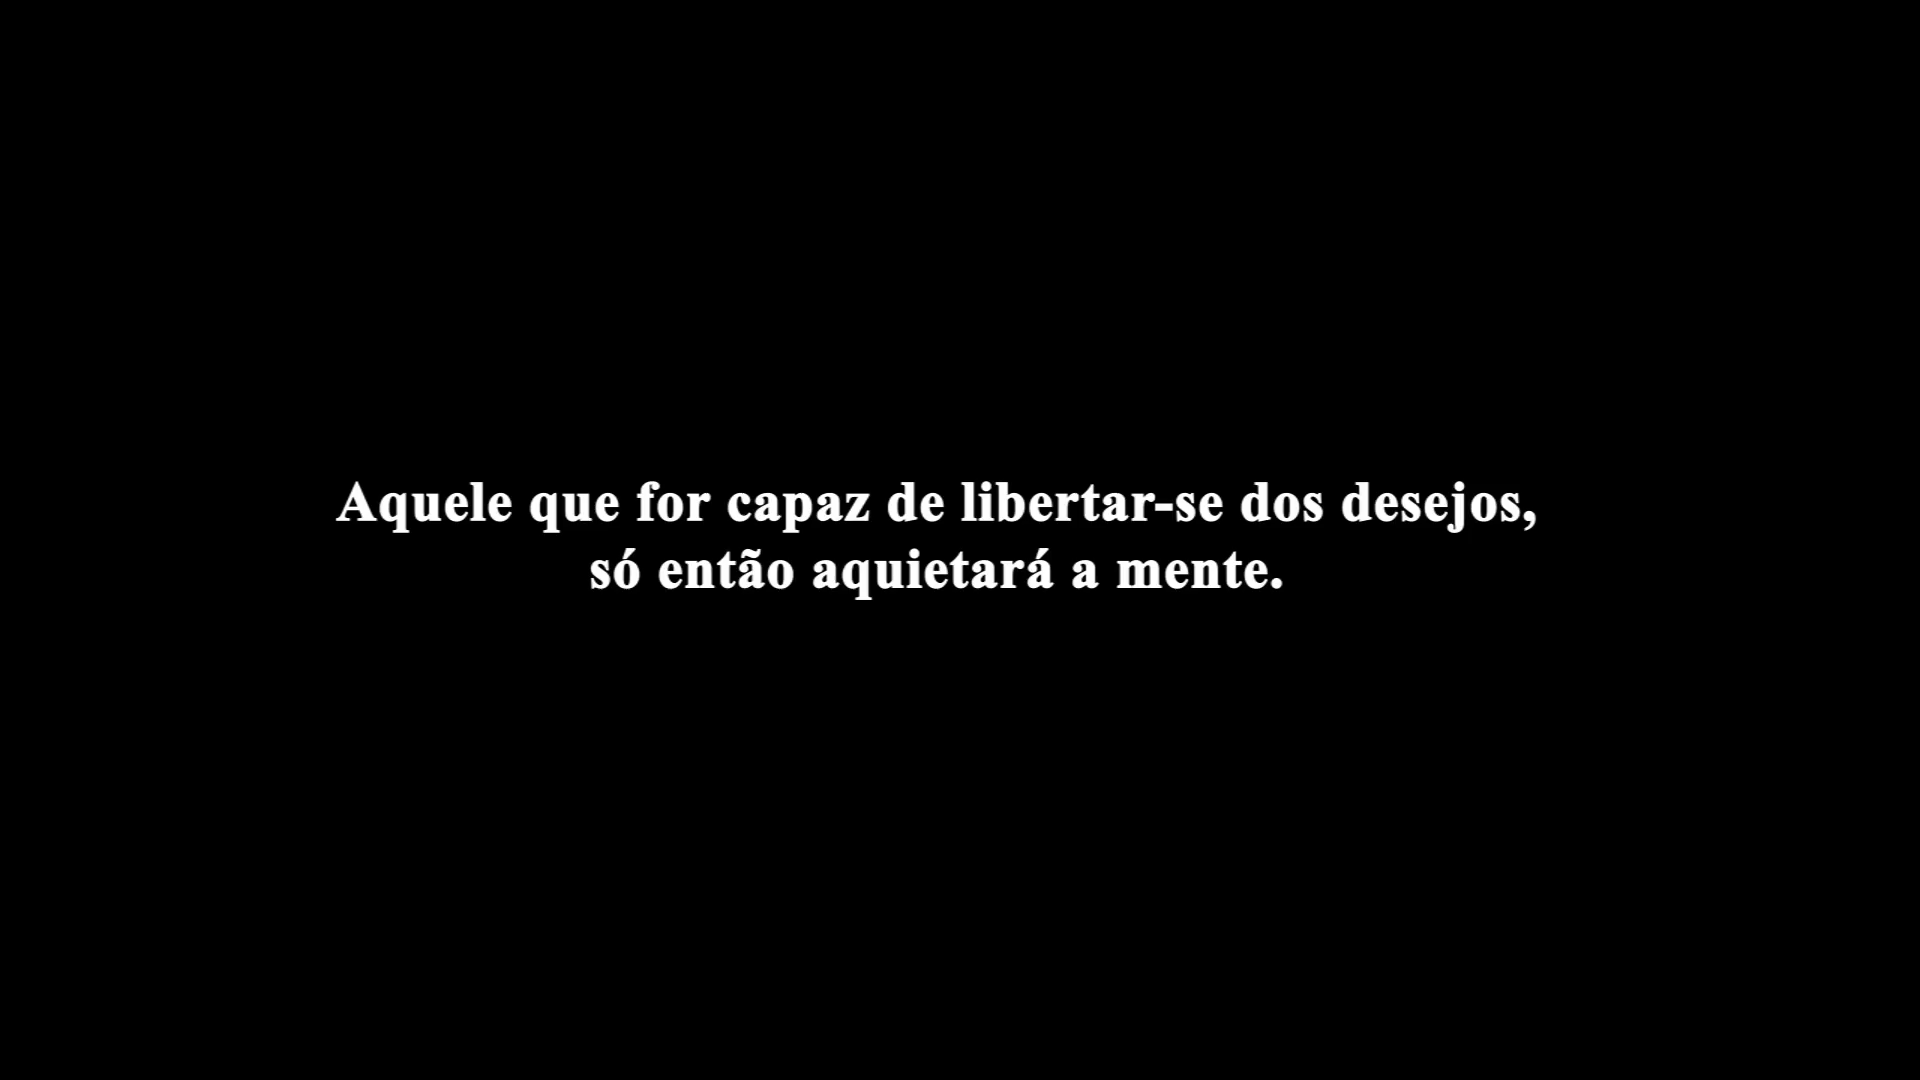 Aquele que for capaz de libertar-se dos desejos,
só então aquietará a mente.